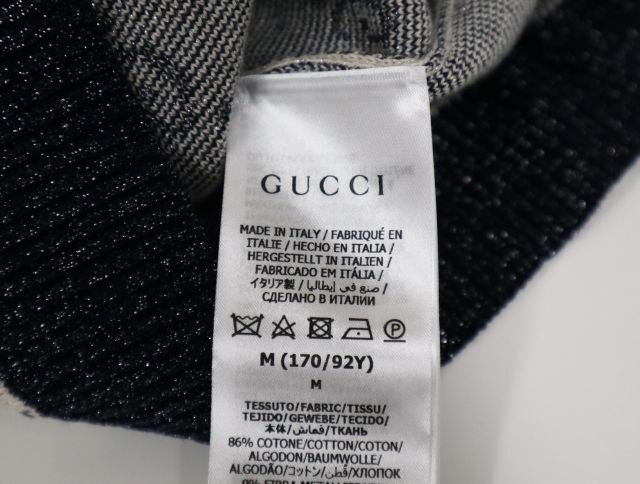 GUCCI
MADE IN ITALY / FABRIQUÉ EN
ITALIE / HECHO EN ITALIA /
HERGESTELLT IN ITALIEN /
FABRICADO EM ITÁLIA /
イタリア製 / صنع في إيطاليا /
СДЕЛАНО В ИТАЛИИ
P
M (170/92Y)
M
TESSUTO/FABRIC/TISSU/
TEJIDO/GEWEBE/TECIDO/
本体/قماش/ТКАНЬ
86% COTONE/COTTON/COTON/
ALGODON/BAUMWOLLE/
ALGODÃO/コットン/قطن/ХЛОПОК